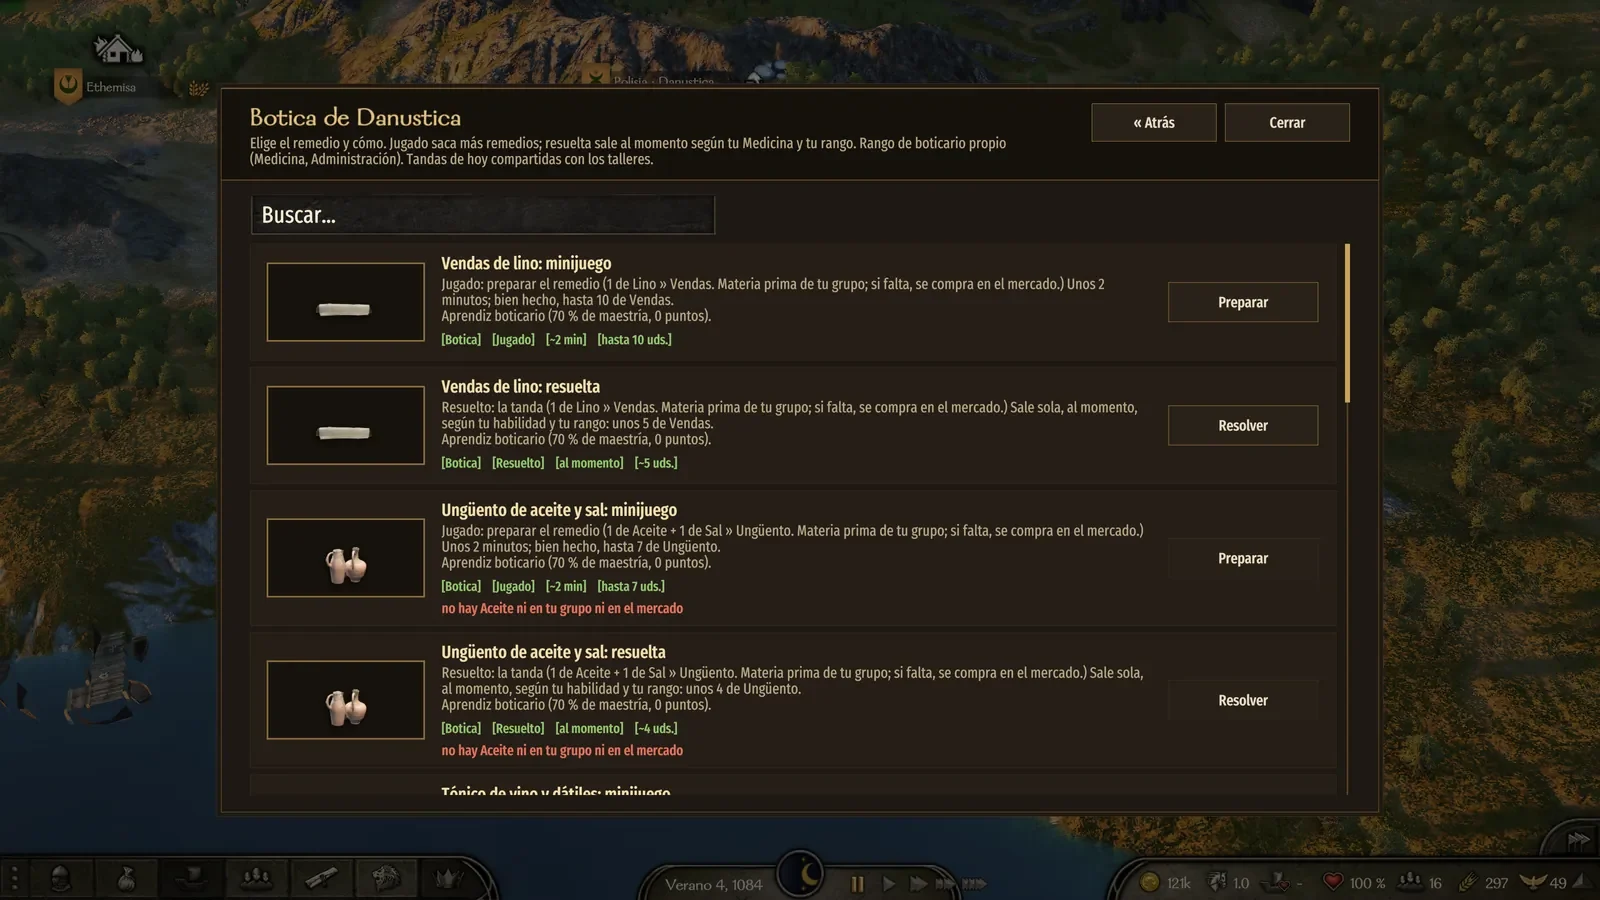 Ethemisa
Polisia · Danustica
Botica de Danustica
Elige el remedio y cómo. Jugado saca más remedios; resuelta sale al momento según tu Medicina y tu rango. Rango de boticario propio
(Medicina, Administración). Tandas de hoy compartidas con los talleres.
« Atrás
Cerrar
Buscar...
Vendas de lino: minijuego
Jugado: preparar el remedio (1 de Lino » Vendas. Materia prima de tu grupo; si falta, se compra en el mercado.) Unos 2
minutos; bien hecho, hasta 10 de Vendas.
Aprendiz boticario (70 % de maestría, 0 puntos).
[Botica] [Jugado] [~2 min] [hasta 10 uds.]
Preparar
Vendas de lino: resuelta
Resuelto: la tanda (1 de Lino » Vendas. Materia prima de tu grupo; si falta, se compra en el mercado.) Sale sola, al momento,
según tu habilidad y tu rango: unos 5 de Vendas.
Aprendiz boticario (70 % de maestría, 0 puntos).
[Botica] [Resuelto] [al momento] [~5 uds.]
Resolver
Ungüento de aceite y sal: minijuego
Jugado: preparar el remedio (1 de Aceite + 1 de Sal » Ungüento. Materia prima de tu grupo; si falta, se compra en el mercado.)
Unos 2 minutos; bien hecho, hasta 7 de Ungüento.
Aprendiz boticario (70 % de maestría, 0 puntos).
[Botica] [Jugado] [~2 min] [hasta 7 uds.]
no hay Aceite ni en tu grupo ni en el mercado
Preparar
Ungüento de aceite y sal: resuelta
Resuelto: la tanda (1 de Aceite + 1 de Sal » Ungüento. Materia prima de tu grupo; si falta, se compra en el mercado.) Sale sola,
al momento, según tu habilidad y tu rango: unos 4 de Ungüento.
Aprendiz boticario (70 % de maestría, 0 puntos).
[Botica] [Resuelto] [al momento] [~4 uds.]
no hay Aceite ni en tu grupo ni en el mercado
Resolver
Tónico de vino y dátiles: minijuego
Verano 4, 1084
121k
1.0
-
100 %
16
297
49